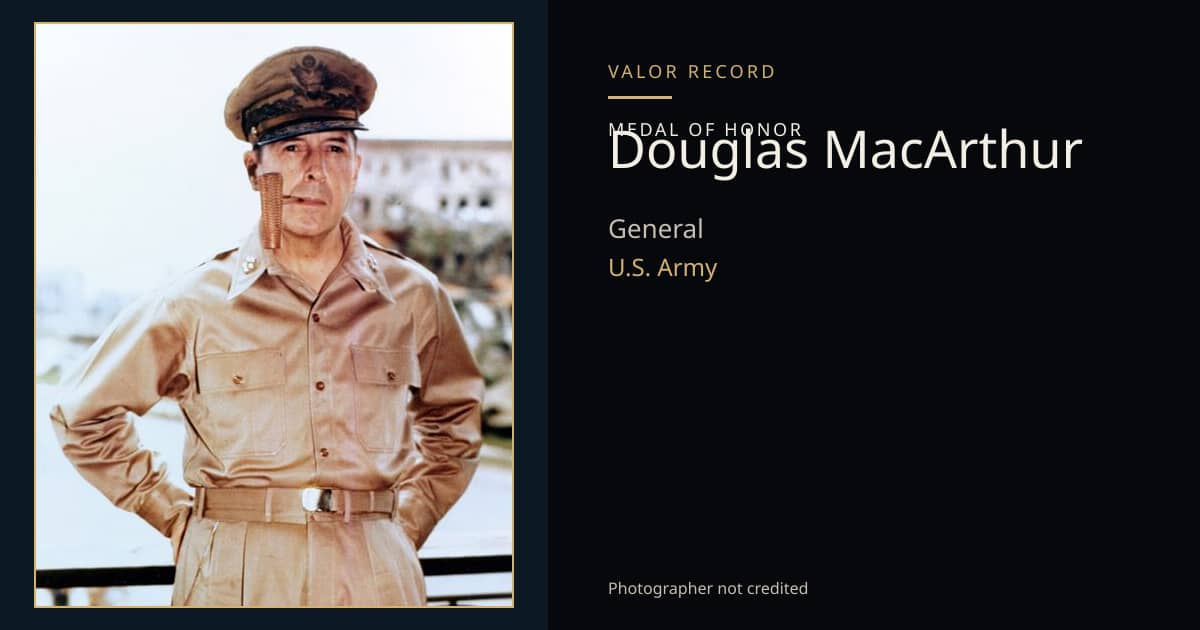 VALOR RECORD
MEDAL OF HONOR
Douglas MacArthur
General
U.S. Army
Photographer not credited